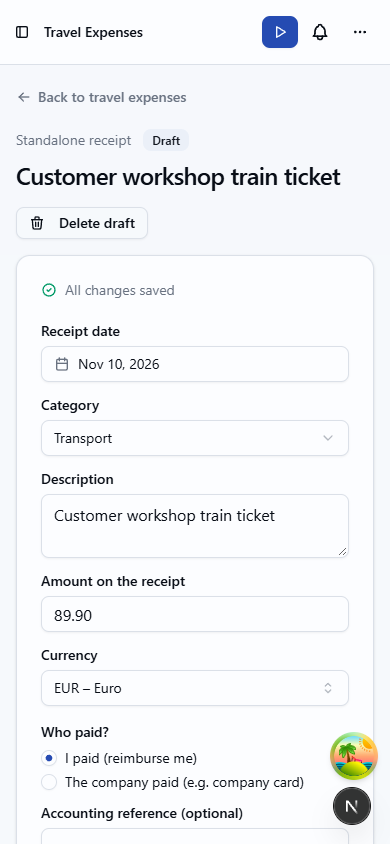 Travel Expenses
Back to travel expenses
Standalone receipt Draft
Customer workshop train ticket
Delete draft
All changes saved
Receipt date
Nov 10, 2026
Category
Transport
Description
Customer workshop train ticket
Amount on the receipt
89.90
Currency
EUR – Euro
Who paid?
I paid (reimburse me)
The company paid (e.g. company card)
Accounting reference (optional)
N